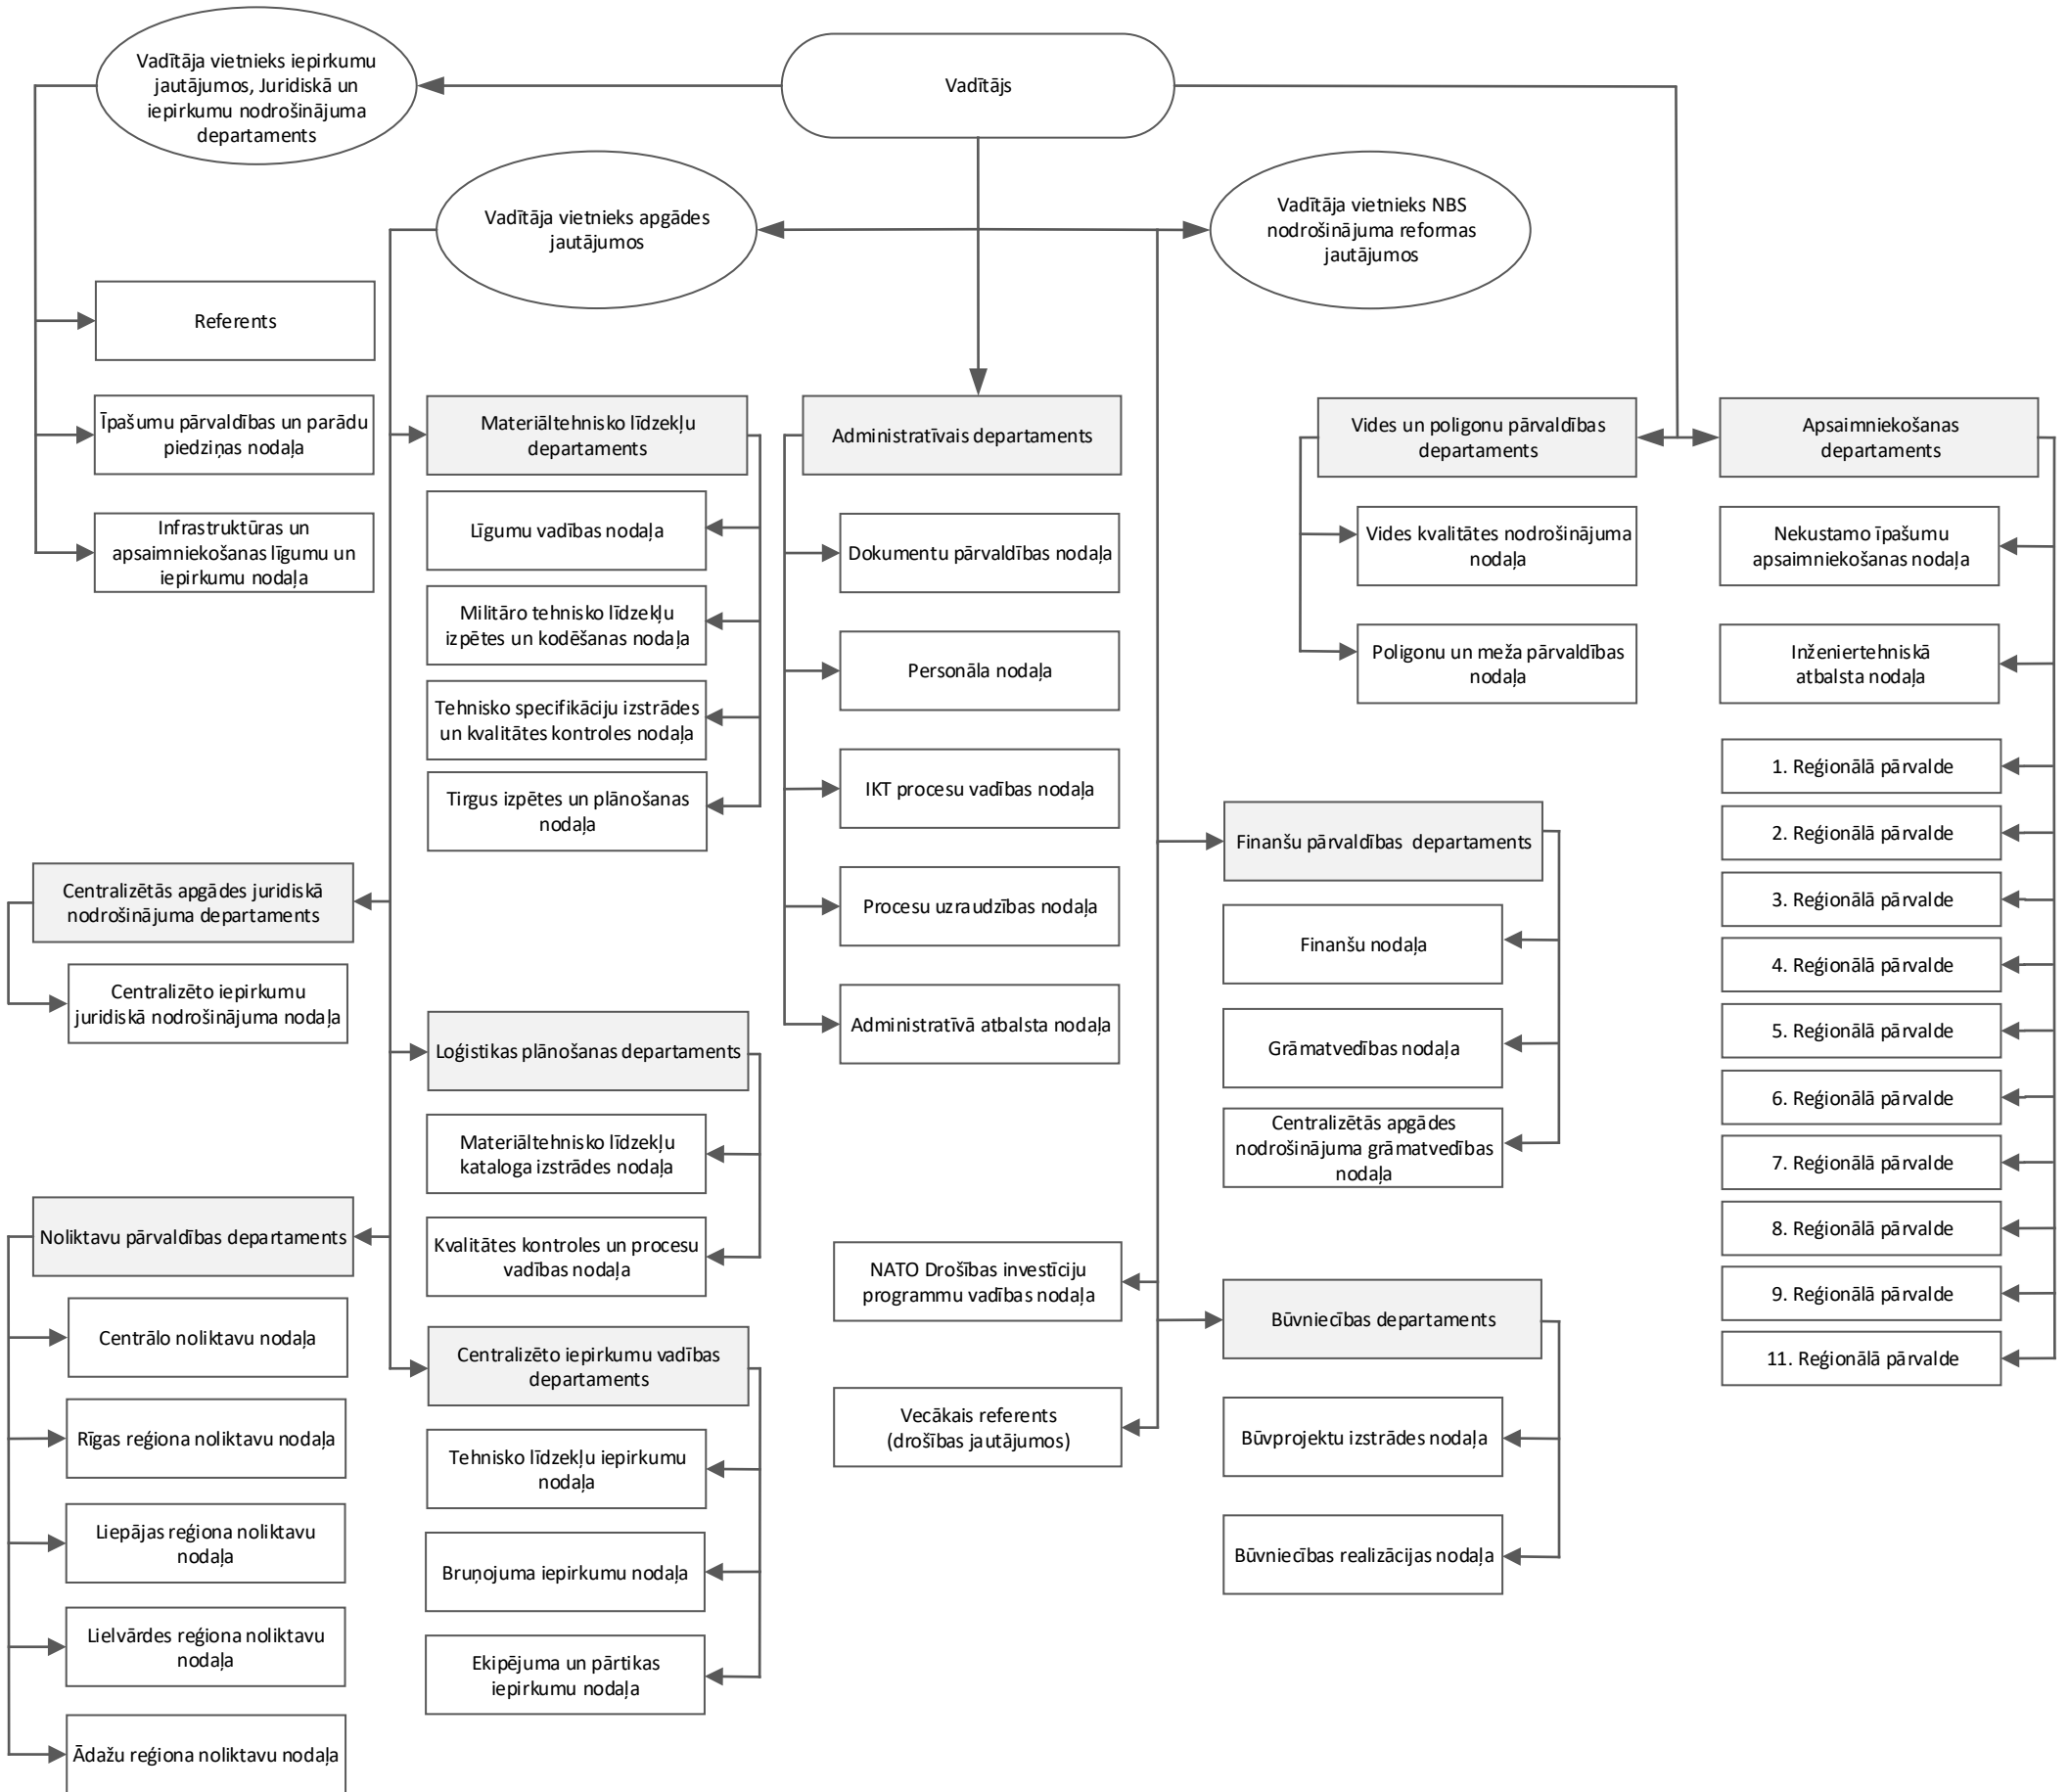 Vadītāja vietnieks iepirkumu
jautājumos, Juridiskā un
iepirkumu nodrošinājuma
departaments
Vadītājs
Vadītāja vietnieks apgādes
jautājumos
Vadītāja vietnieks NBS
nodrošinājuma reformas
jautājumos
Referents
Īpašumu pārvaldības un parādu
piedziņas nodaļa
Infrastruktūras un
apsaimniekošanas līgumu un
iepirkumu nodaļa
Materiāltehnisko līdzekļu
departaments
Līgumu vadības nodaļa
Militāro tehnisko līdzekļu
izpētes un kodēšanas nodaļa
Tehnisko specifikāciju izstrādes
un kvalitātes kontroles nodaļa
Tirgus izpētes un plānošanas
nodaļa
Administratīvais departaments
Dokumentu pārvaldības nodaļa
Personāla nodaļa
IKT procesu vadības nodaļa
Procesu uzraudzības nodaļa
Administratīvā atbalsta nodaļa
Vides un poligonu pārvaldības
departaments
Vides kvalitātes nodrošinājuma
nodaļa
Poligonu un meža pārvaldības
nodaļa
Apsaimniekošanas
departaments
Nekustamo īpašumu
apsaimniekošanas nodaļa
Inženiertehniskā
atbalsta nodaļa
1. Reģionālā pārvalde
2. Reģionālā pārvalde
3. Reģionālā pārvalde
4. Reģionālā pārvalde
5. Reģionālā pārvalde
6. Reģionālā pārvalde
7. Reģionālā pārvalde
8. Reģionālā pārvalde
9. Reģionālā pārvalde
11. Reģionālā pārvalde
Centralizētās apgādes juridiskā
nodrošinājuma departaments
Centralizēto iepirkumu
juridiskā nodrošinājuma nodaļa
Loģistikas plānošanas departaments
Materiāltehnisko līdzekļu
kataloga izstrādes nodaļa
Kvalitātes kontroles un procesu
vadības nodaļa
Finanšu pārvaldības departaments
Finanšu nodaļa
Grāmatvedības nodaļa
Centralizētās apgādes
nodrošinājuma grāmatvedības
nodaļa
Noliktavu pārvaldības departaments
Centrālo noliktavu nodaļa
Rīgas reģiona noliktavu nodaļa
Liepājas reģiona noliktavu
nodaļa
Lielvārdes reģiona noliktavu
nodaļa
Ādažu reģiona noliktavu nodaļa
Centralizēto iepirkumu vadības
departaments
Tehnisko līdzekļu iepirkumu
nodaļa
Bruņojuma iepirkumu nodaļa
Ekipējuma un pārtikas
iepirkumu nodaļa
NATO Drošības investīciju
programmu vadības nodaļa
Vecākais referents
(drošības jautājumos)
Būvniecības departaments
Būvprojektu izstrādes nodaļa
Būvniecības realizācijas nodaļa